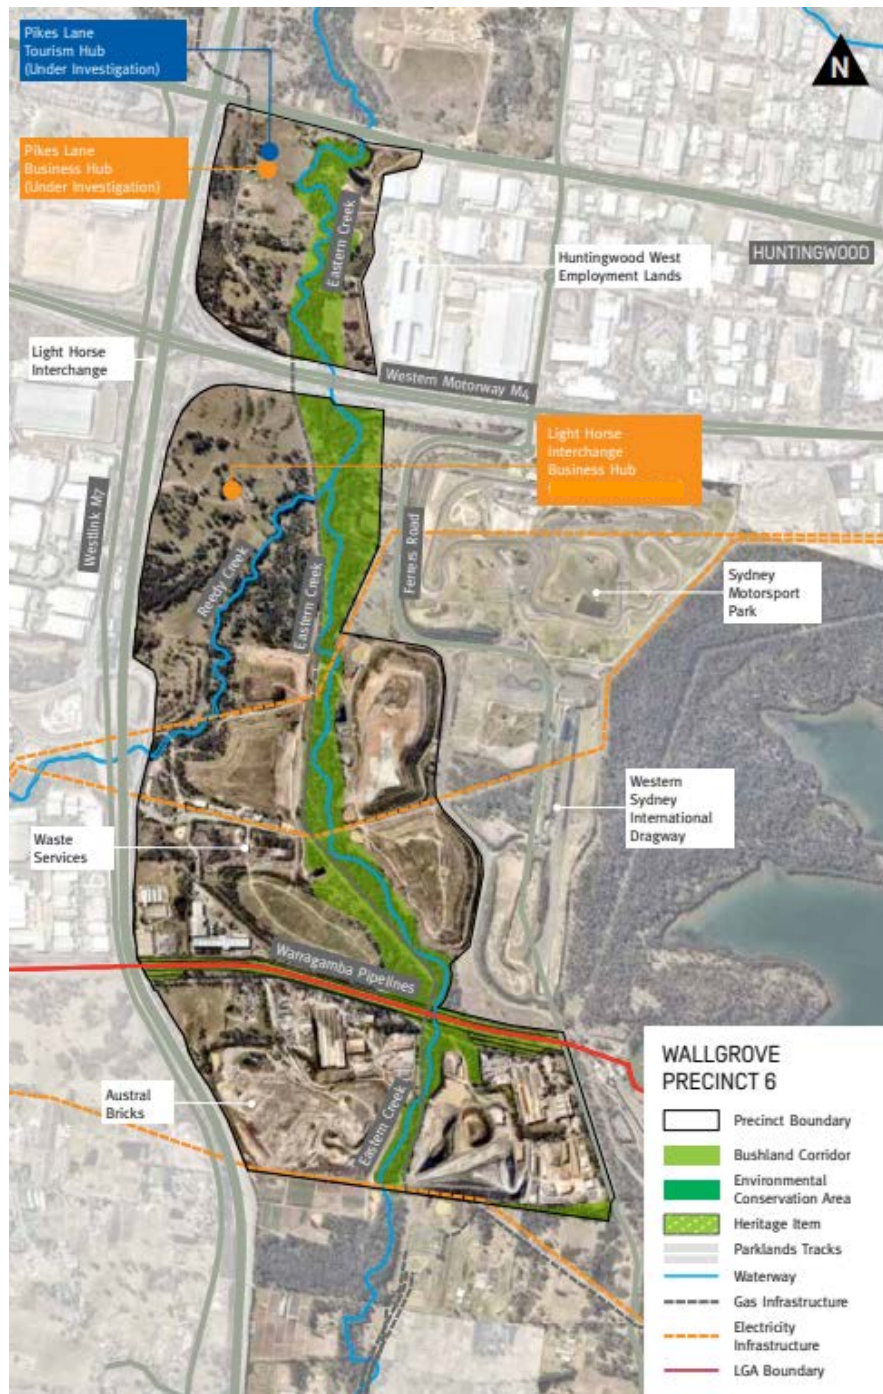 Pikes Lane
Tourism Hub
(Under Investigation)
N
Pikes Lane
Business Hub
(Under Investigation)
Eastern Creek
Huntingwood West
Employment Lands
HUNTINGWOOD
Light Horse
Interchange
Western Motorway M4
Light Horse
Interchange
Business Hub
(
Westlink M7
Reedy Creek
Eastern Creek
Ferrers Road
Sydney
Motorsport
Park
Western
Sydney
International
Dragway
Waste
Services
Warragamba Pipelines
Austral
Bricks
Eastern Creek
WALLGROVE
PRECINCT 6
Precinct Boundary
Bushland Corridor
Environmental
Conservation Area
Heritage Item
Parklands Tracks
Waterway
Gas Infrastructure
Electricity
Infrastructure
LGA Boundary